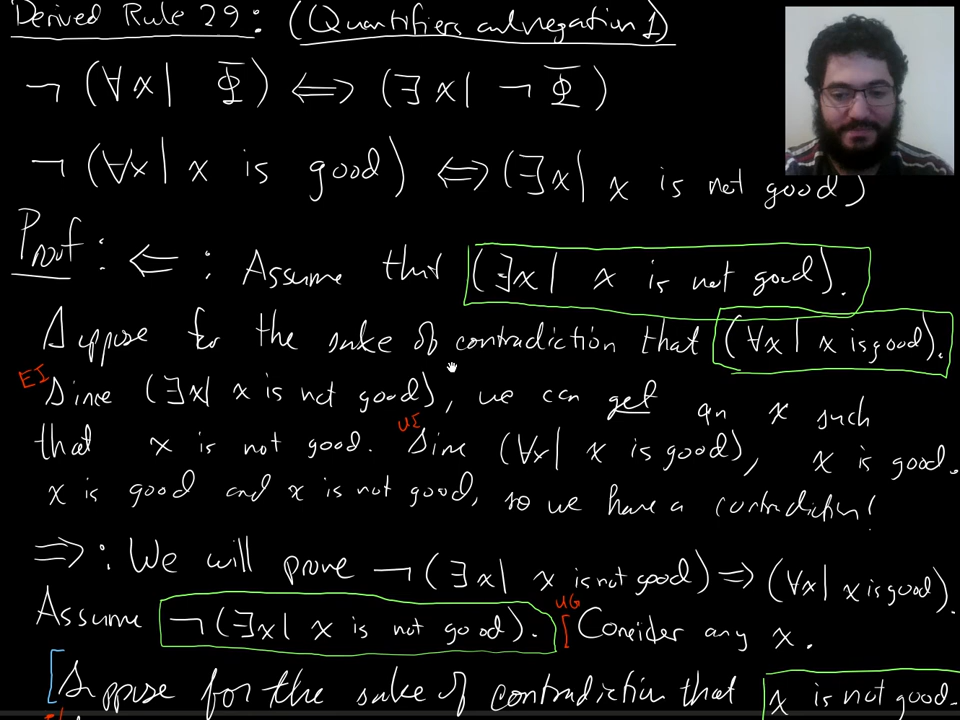 Derived Rule 29: (Quantifiers and negation 1)
¬ (∀x| Φ) ⟺ (∃x| ¬ Φ)
¬ (∀x| x is good) ⟺ (∃x| x is not good)
Proof: ⇐ : Assume that (∃x| x is not good).
Suppose for the sake of contradiction that (∀x| x is good).
EI Since (∃x| x is not good), we can get an x such
that x is not good. UI Since (∀x| x is good), x is good.
x is good and x is not good, so we have a contradiction!
⇒: We will prove ¬(∃x| x is not good) ⇒ (∀x| x is good).
Assume ¬(∃x| x is not good). UG [Consider any x.
[Suppose for the sake of contradiction that x is not good.